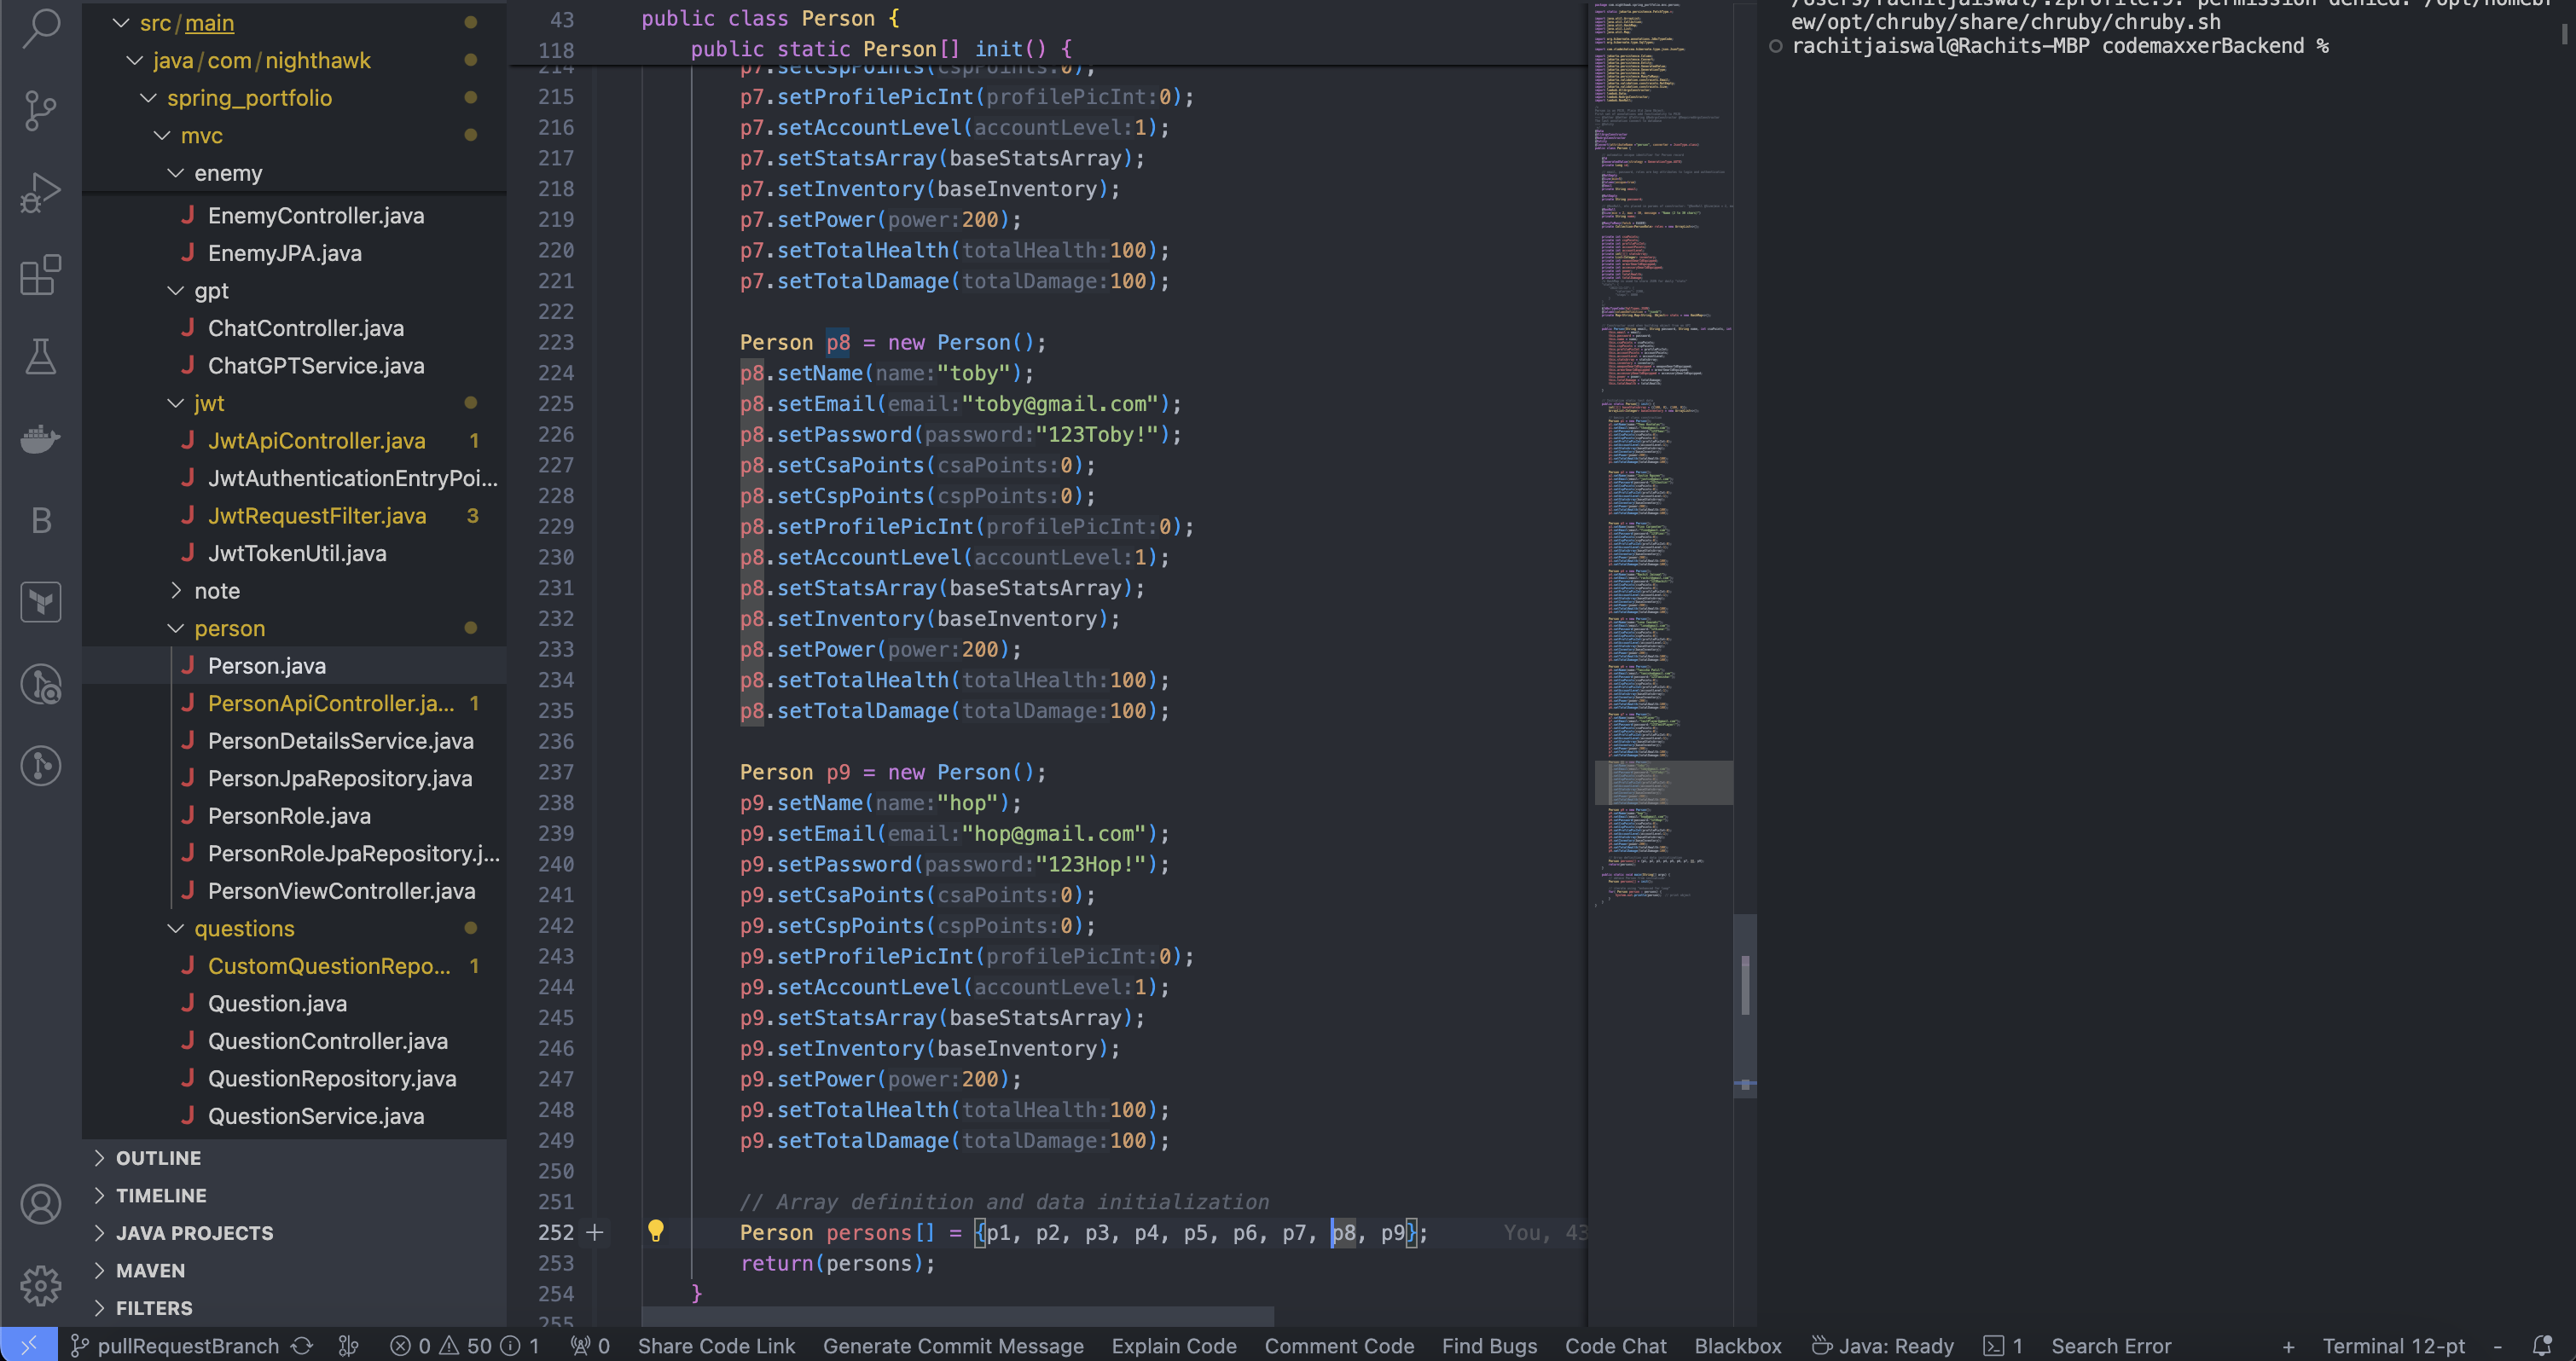 src / main
java / com / nighthawk
spring_portfolio
mvc
enemy
EnemyController.java
EnemyJPA.java
gpt
ChatController.java
ChatGPTService.java
jwt
JwtApiController.java 1
JwtAuthenticationEntryPoi...
JwtRequestFilter.java 3
JwtTokenUtil.java
note
person
Person.java
PersonApiController.ja... 1
PersonDetailsService.java
PersonJpaRepository.java
PersonRole.java
PersonRoleJpaRepository.j...
PersonViewController.java
questions
CustomQuestionRepo... 1
Question.java
QuestionController.java
QuestionRepository.java
QuestionService.java
OUTLINE
TIMELINE
JAVA PROJECTS
MAVEN
FILTERS
43 public class Person {
118 public static Person[] init() {
214 p7.setCspPoints(cspPoints:0);
215 p7.setProfilePicInt(profilePicInt:0);
216 p7.setAccountLevel(accountLevel:1);
217 p7.setStatsArray(baseStatsArray);
218 p7.setInventory(baseInventory);
219 p7.setPower(power:200);
220 p7.setTotalHealth(totalHealth:100);
221 p7.setTotalDamage(totalDamage:100);
222
223 Person p8 = new Person();
224 p8.setName(name:"toby");
225 p8.setEmail(email:"toby@gmail.com");
226 p8.setPassword(password:"123Toby!");
227 p8.setCsaPoints(csaPoints:0);
228 p8.setCspPoints(cspPoints:0);
229 p8.setProfilePicInt(profilePicInt:0);
230 p8.setAccountLevel(accountLevel:1);
231 p8.setStatsArray(baseStatsArray);
232 p8.setInventory(baseInventory);
233 p8.setPower(power:200);
234 p8.setTotalHealth(totalHealth:100);
235 p8.setTotalDamage(totalDamage:100);
236
237 Person p9 = new Person();
238 p9.setName(name:"hop");
239 p9.setEmail(email:"hop@gmail.com");
240 p9.setPassword(password:"123Hop!");
241 p9.setCsaPoints(csaPoints:0);
242 p9.setCspPoints(cspPoints:0);
243 p9.setProfilePicInt(profilePicInt:0);
244 p9.setAccountLevel(accountLevel:1);
245 p9.setStatsArray(baseStatsArray);
246 p9.setInventory(baseInventory);
247 p9.setPower(power:200);
248 p9.setTotalHealth(totalHealth:100);
249 p9.setTotalDamage(totalDamage:100);
250
251 // Array definition and data initialization
252 Person persons[] = {p1, p2, p3, p4, p5, p6, p7, p8, p9}; You, 43
253 return(persons);
254 }
255
/Users/rachitjaiswal/.zprofile:9: permission denied: /opt/homebr
ew/opt/chruby/share/chruby/chruby.sh
rachitjaiswal@Rachits-MBP codemaxxerBackend %
pullRequestBranch 0 50 1 0 Share Code Link Generate Commit Message Explain Code Comment Code Find Bugs Code Chat Blackbox Java: Ready 1 Search Error + Terminal 12-pt -